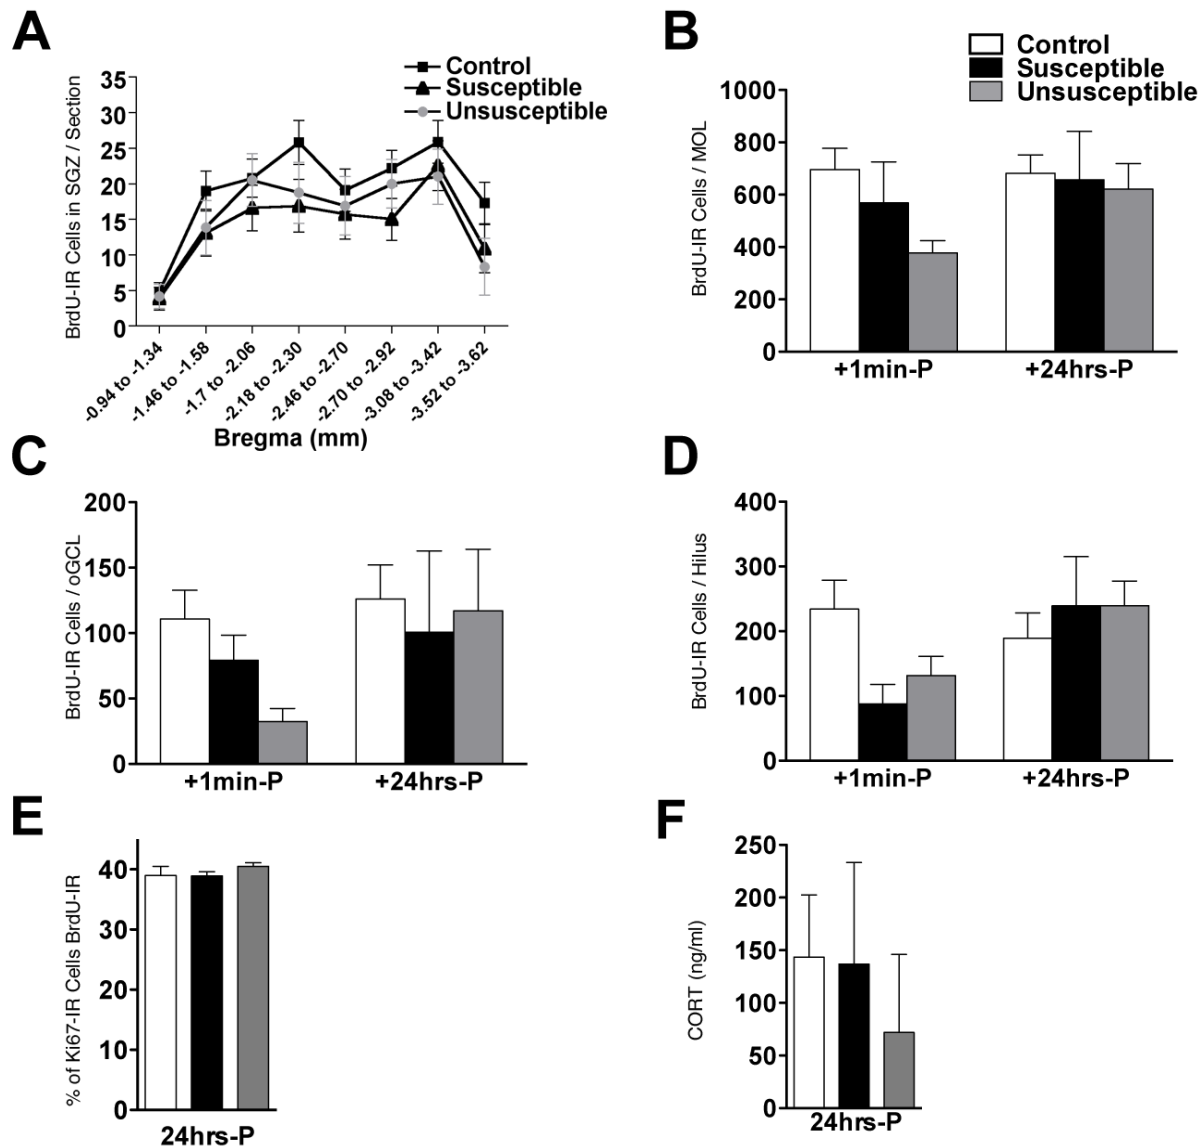 A
Control
Susceptible
Unsusceptible
BrdU-IR Cells in SGZ / Section
35
30
25
20
15
10
5
0
-0.94 to -1.34
-1.46 to -1.58
-1.7 to -2.06
-2.18 to -2.30
-2.46 to -2.70
-2.70 to -2.92
-3.08 to -3.42
-3.52 to -3.62
Bregma (mm)
B
Control
Susceptible
Unsusceptible
BrdU-IR Cells / MOL
1000
800
600
400
200
0
+1min-P
+24hrs-P
C
BrdU-IR Cells / oGCL
200
150
100
50
0
+1min-P
+24hrs-P
D
BrdU-IR Cells / Hilus
400
300
200
100
0
+1min-P
+24hrs-P
E
% of Ki67-IR Cells BrdU-IR
40
30
20
10
0
24hrs-P
F
CORT (ng/ml)
250
200
150
100
50
0
24hrs-P